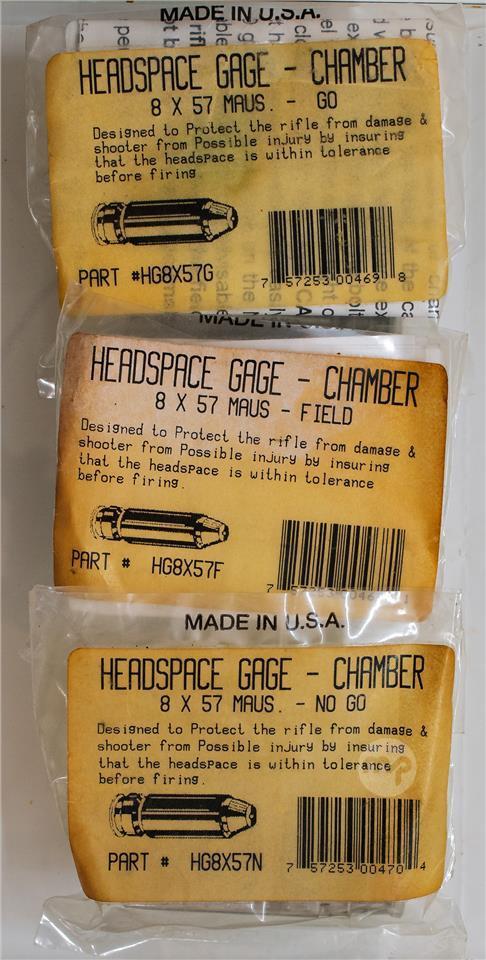 MADE IN U.S.A.
HEADSPACE GAGE - CHAMBER
8 X 57 MAUS. - GO
Designed to Protect the rifle from damage &
shooter from Possible inJury by insuring
that the headsPace is within tolerance
before firing.
PART #HG8X57G
7 57253 00469 8
HEADSPACE GAGE - CHAMBER
8 X 57 MAUS - FIELD
Designed to Protect the rifle from damage &
shooter from Possible inJury by insuring
that the headsPace is within tolerance
before firing.
PART # HG8X57F
MADE IN U.S.A.
HEADSPACE GAGE - CHAMBER
8 X 57 MAUS. - NO GO
Designed to Protect the rifle from damage &
shooter from Possible inJury by insuring
that the headsPace is within tolerance
before firing.
PART # HG8X57N
7 57253 00470 4